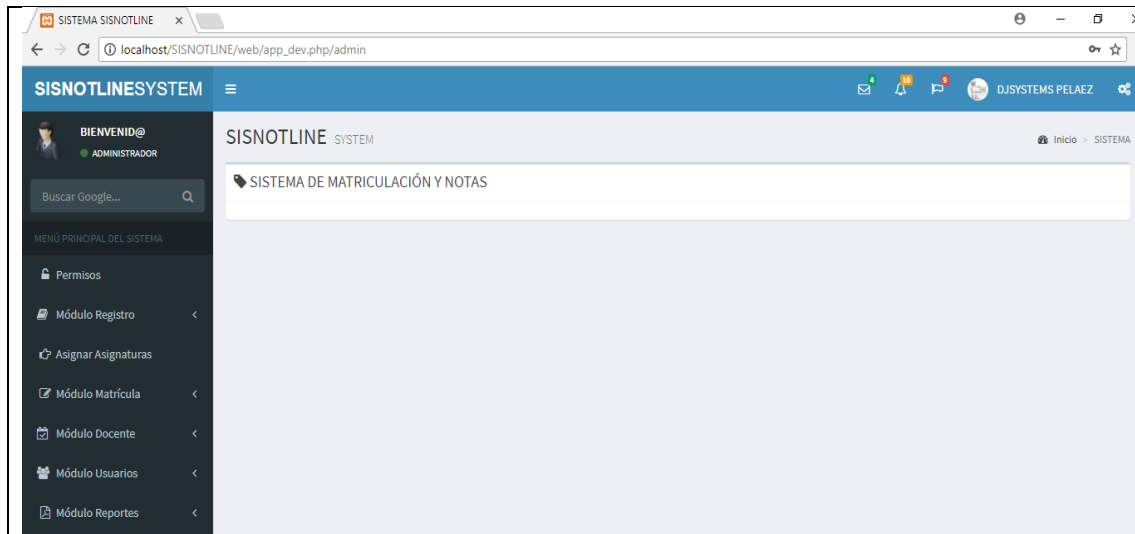 SISTEMA SISNOTLINE
localhost/SISNOTLINE/web/app_dev.php/admin
SISNOTLINESYSTEM
4
10
9
DJSYSTEMS PELAEZ
BIENVENID@
ADMINISTRADOR
SISNOTLINE SYSTEM
Inicio > SISTEMA
Buscar Google...
SISTEMA DE MATRICULACIÓN Y NOTAS
MENÚ PRINCIPAL DEL SISTEMA
Permisos
Módulo Registro
Asignar Asignaturas
Módulo Matrícula
Módulo Docente
Módulo Usuarios
Módulo Reportes